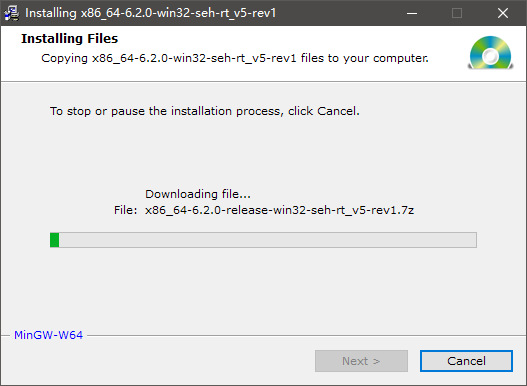 Installing x86_64-6.2.0-win32-seh-rt_v5-rev1
Installing Files
Copying x86_64-6.2.0-win32-seh-rt_v5-rev1 files to your computer.
To stop or pause the installation process, click Cancel.
Downloading file...
File: x86_64-6.2.0-release-win32-seh-rt_v5-rev1.7z
MinGW-W64
Next >
Cancel